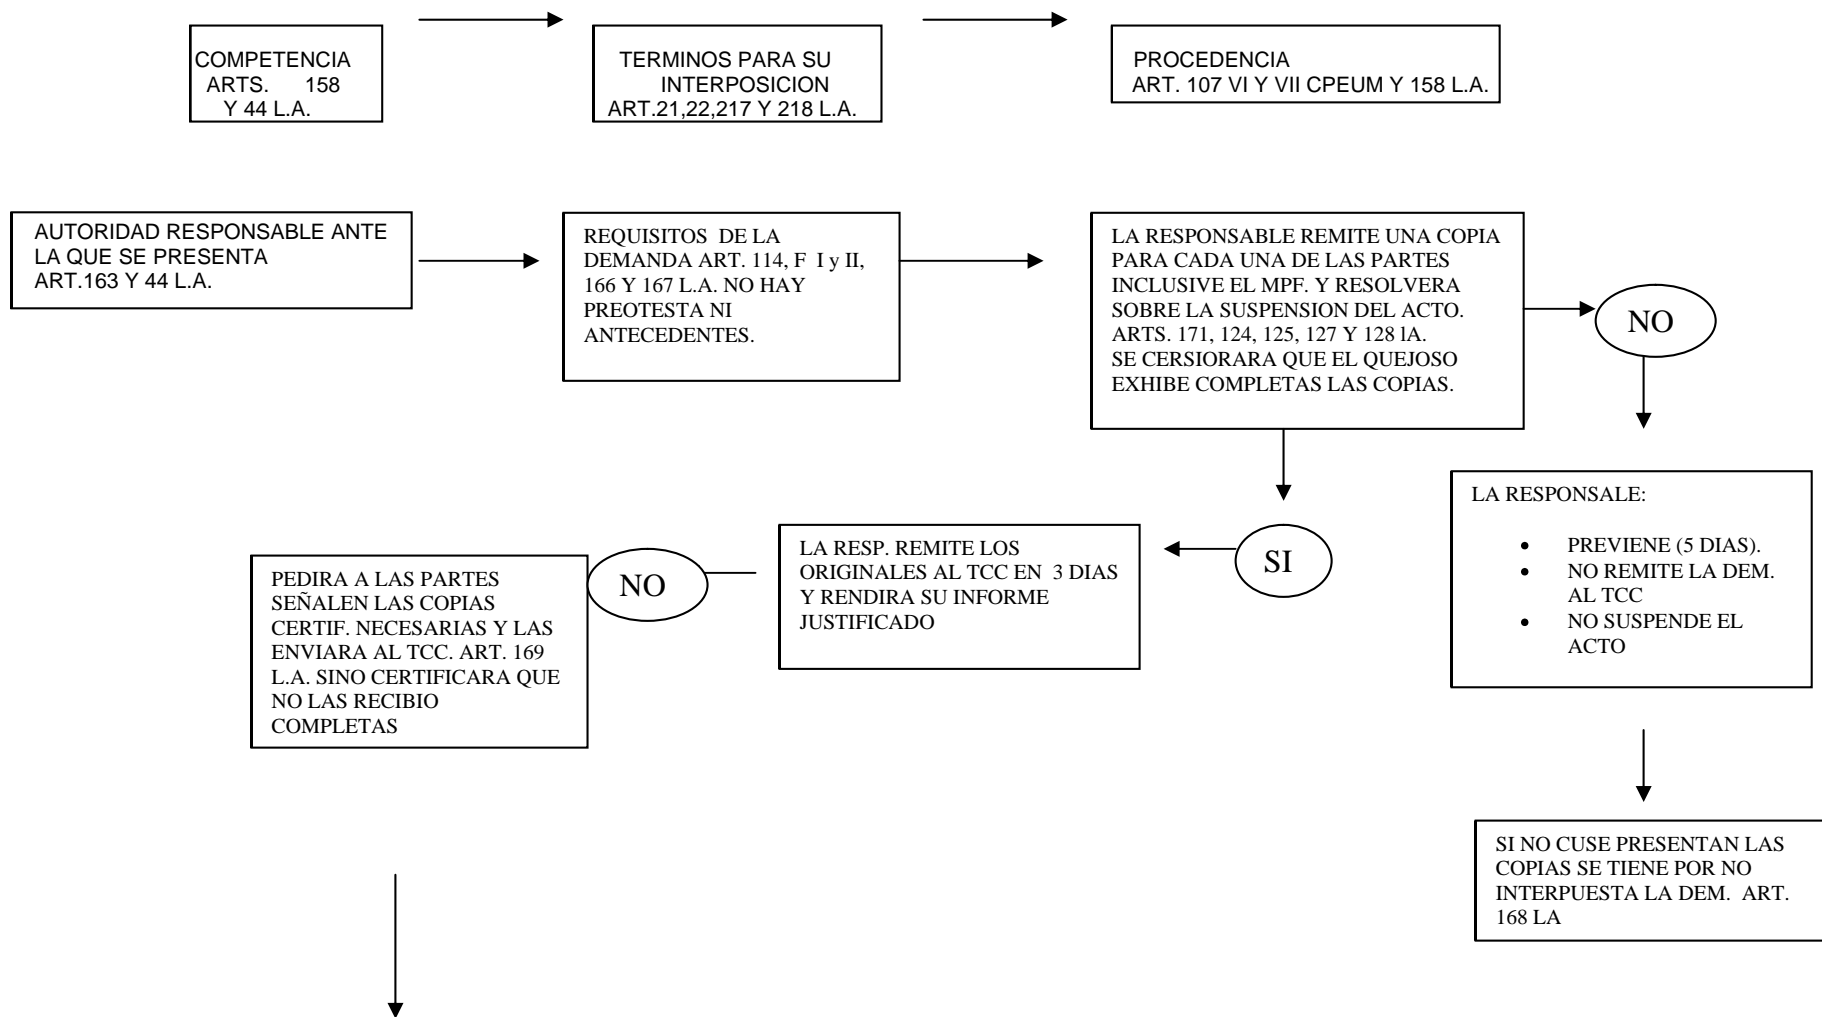 COMPETENCIA
ARTS. 158
Y 44 L.A.
TERMINOS PARA SU
INTERPOSICION
ART.21,22,217 Y 218 L.A.
PROCEDENCIA
ART. 107 VI Y VII CPEUM Y 158 L.A.
AUTORIDAD RESPONSABLE ANTE
LA QUE SE PRESENTA
ART.163 Y 44 L.A.
REQUISITOS DE LA
DEMANDA ART. 114, F I y II,
166 Y 167 L.A. NO HAY
PREOTESTA NI
ANTECEDENTES.
LA RESPONSABLE REMITE UNA COPIA
PARA CADA UNA DE LAS PARTES
INCLUSIVE EL MPF. Y RESOLVERA
SOBRE LA SUSPENSION DEL ACTO.
ARTS. 171, 124, 125, 127 Y 128 lA.
SE CERSIORARA QUE EL QUEJOSO
EXHIBE COMPLETAS LAS COPIAS.
NO
LA RESPONSALE:
• PREVIENE (5 DIAS).
• NO REMITE LA DEM.
AL TCC
• NO SUSPENDE EL
ACTO
SI
LA RESP. REMITE LOS
ORIGINALES AL TCC EN 3 DIAS
Y RENDIRA SU INFORME
JUSTIFICADO
NO
PEDIRA A LAS PARTES
SEÑALEN LAS COPIAS
CERTIF. NECESARIAS Y LAS
ENVIARA AL TCC. ART. 169
L.A. SINO CERTIFICARA QUE
NO LAS RECIBIO
COMPLETAS
SI NO CUSE PRESENTAN LAS
COPIAS SE TIENE POR NO
INTERPUESTA LA DEM. ART.
168 LA